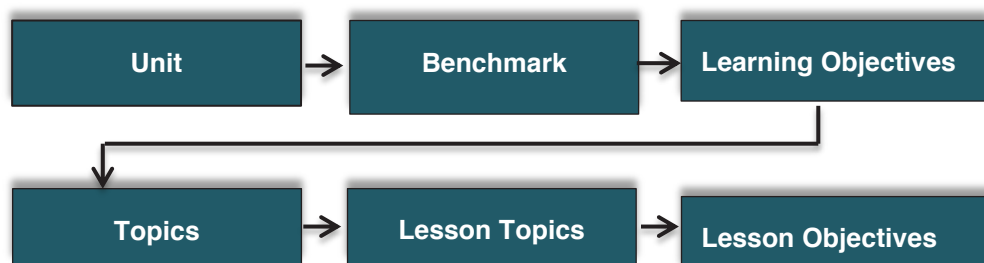 Unit
Benchmark
Learning Objectives
Topics
Lesson Topics
Lesson Objectives